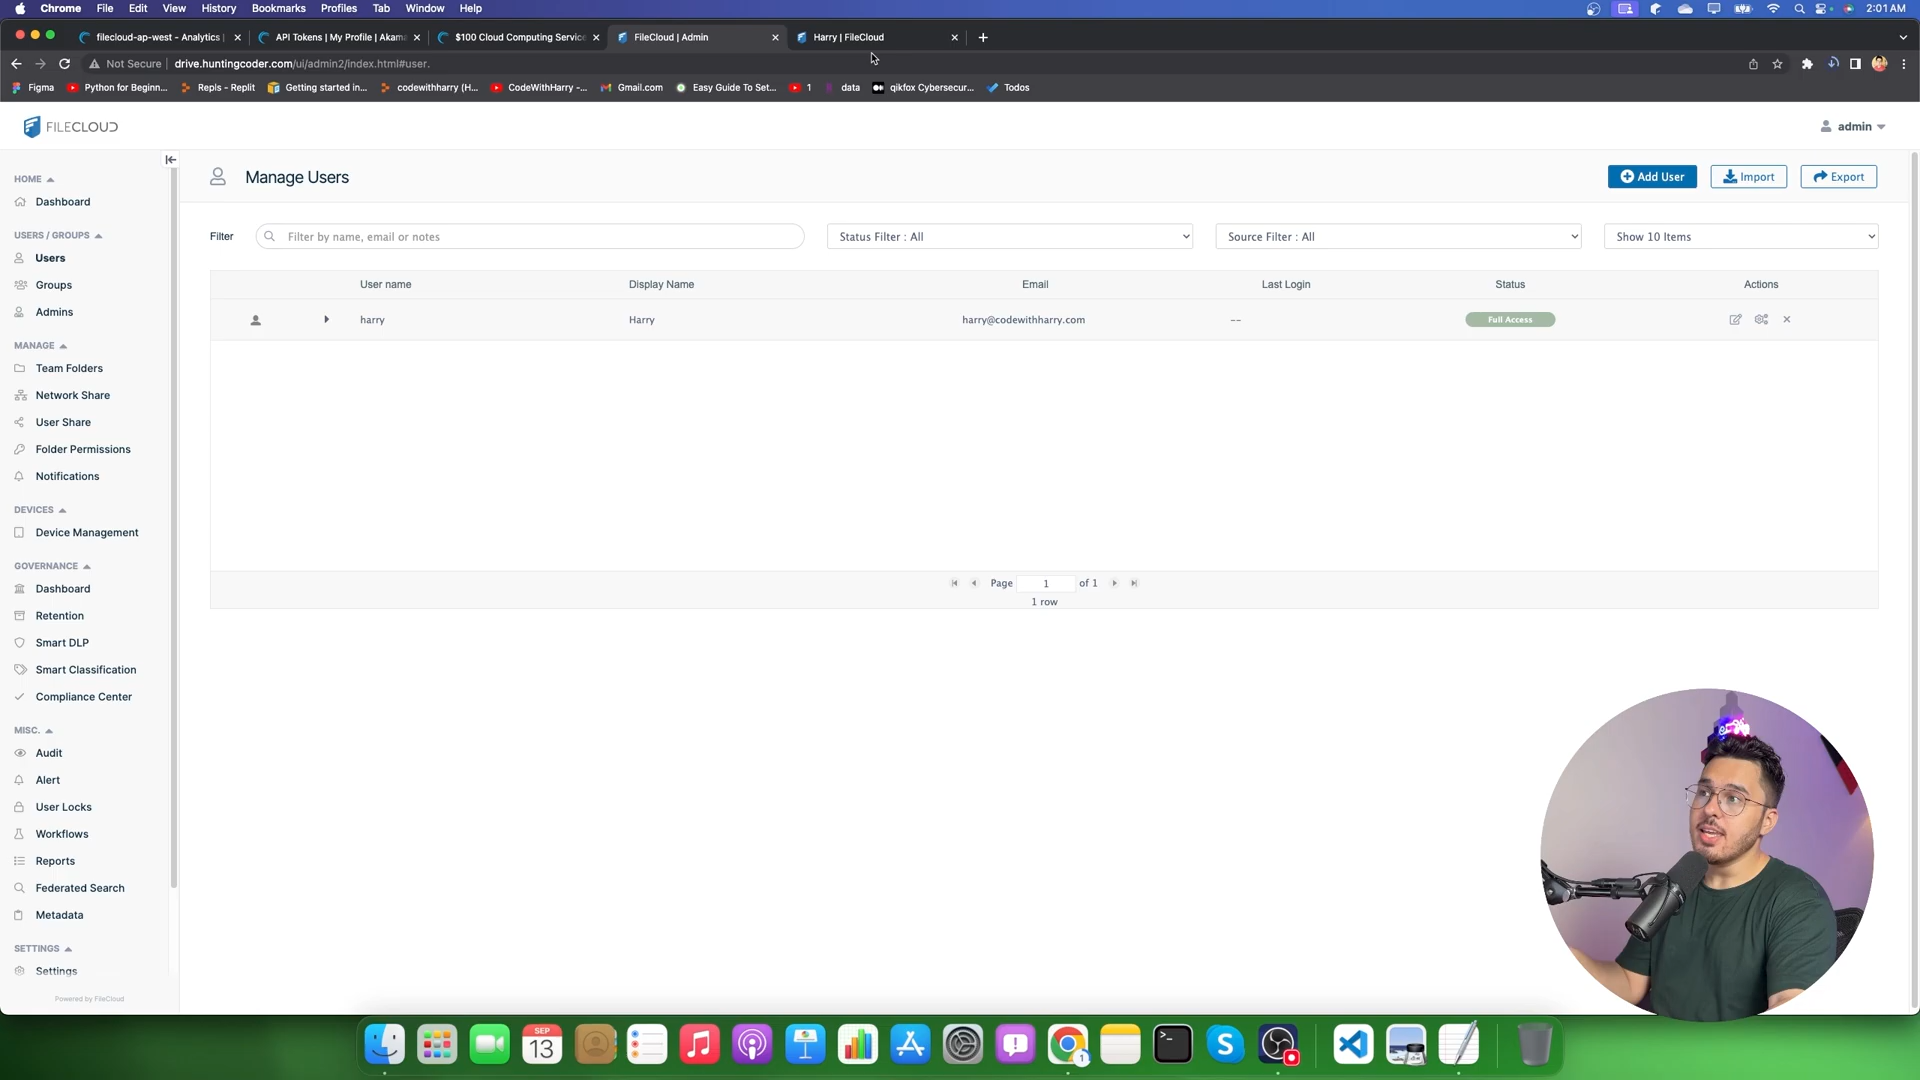 Chrome File Edit View History Bookmarks Profiles Tab Window Help 2:01 AM
filecloud-ap-west - Analytics | API Tokens | My Profile | Akama $100 Cloud Computing Service FileCloud | Admin Harry | FileCloud
Not Secure | drive.huntingcoder.com/ui/admin2/index.html#user.
Figma Python for Beginn... Repls - Replit Getting started in... codewithharry (H... CodeWithHarry -... Gmail.com Easy Guide To Set... 1 data qikfox Cybersecur... Todos
FILECLOUD admin
HOME
Dashboard
USERS / GROUPS
Users
Groups
Admins
MANAGE
Team Folders
Network Share
User Share
Folder Permissions
Notifications
DEVICES
Device Management
GOVERNANCE
Dashboard
Retention
Smart DLP
Smart Classification
Compliance Center
MISC.
Audit
Alert
User Locks
Workflows
Reports
Federated Search
Metadata
SETTINGS
Settings
Powered by FileCloud
Manage Users Add User Import Export
Filter Filter by name, email or notes Status Filter : All Source Filter : All Show 10 Items
User name Display Name Email Last Login Status Actions
harry Harry harry@codewithharry.com -- Full Access
Page 1 of 1
1 row
SEP
13
1